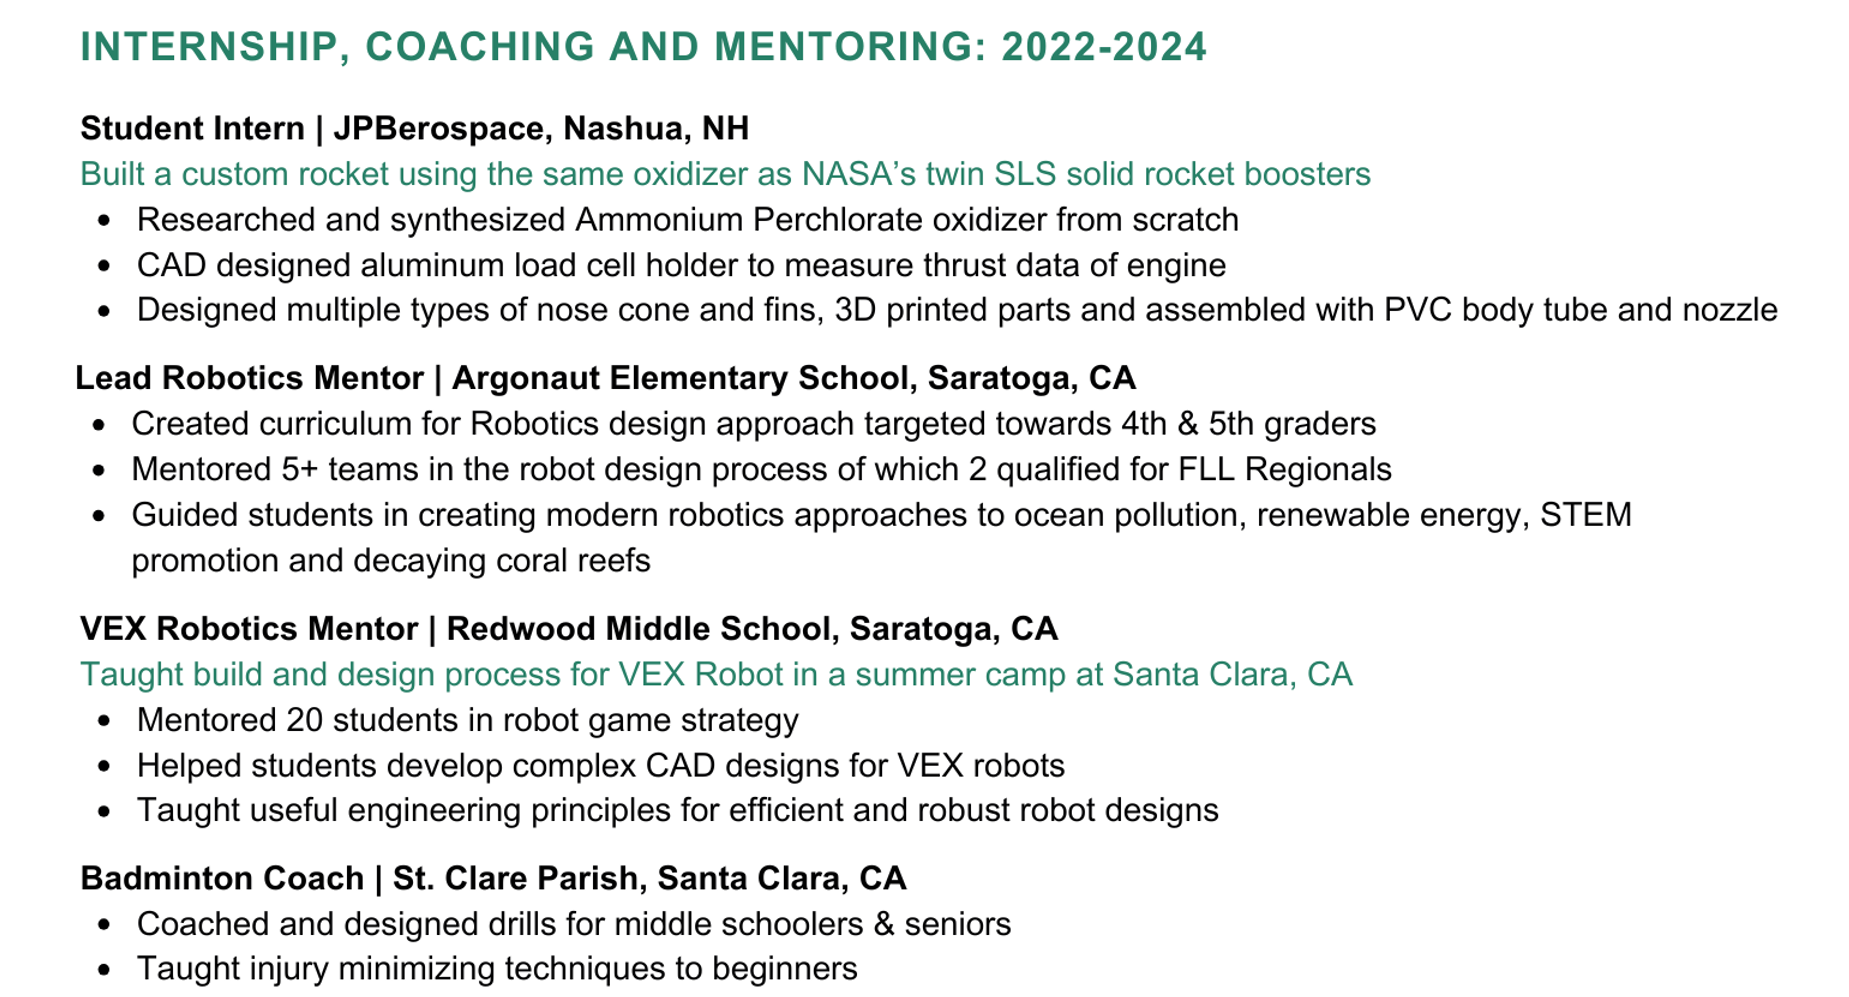 INTERNSHIP, COACHING AND MENTORING: 2022-2024
Student Intern | JPBerospace, Nashua, NH
Built a custom rocket using the same oxidizer as NASA’s twin SLS solid rocket boosters
• Researched and synthesized Ammonium Perchlorate oxidizer from scratch
• CAD designed aluminum load cell holder to measure thrust data of engine
• Designed multiple types of nose cone and fins, 3D printed parts and assembled with PVC body tube and nozzle
Lead Robotics Mentor | Argonaut Elementary School, Saratoga, CA
• Created curriculum for Robotics design approach targeted towards 4th & 5th graders
• Mentored 5+ teams in the robot design process of which 2 qualified for FLL Regionals
• Guided students in creating modern robotics approaches to ocean pollution, renewable energy, STEM
promotion and decaying coral reefs
VEX Robotics Mentor | Redwood Middle School, Saratoga, CA
Taught build and design process for VEX Robot in a summer camp at Santa Clara, CA
• Mentored 20 students in robot game strategy
• Helped students develop complex CAD designs for VEX robots
• Taught useful engineering principles for efficient and robust robot designs
Badminton Coach | St. Clare Parish, Santa Clara, CA
• Coached and designed drills for middle schoolers & seniors
• Taught injury minimizing techniques to beginners